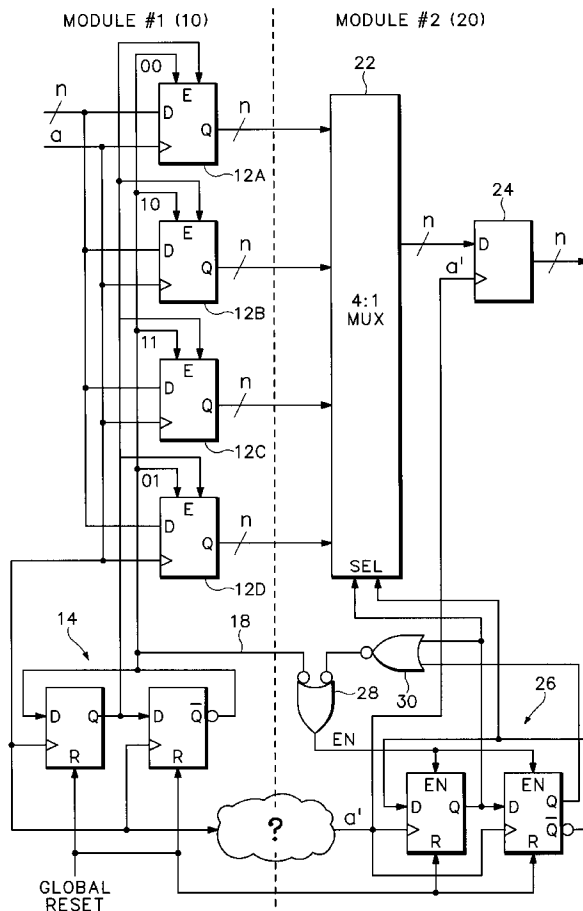 MODULE #1 (10)
MODULE #2 (20)
00
22
n
E
n
D
Q
a
12A
24
10
n
n
E
D
n
D
a'
Q
4:1
MUX
12B
11
E
n
D
Q
12C
01
E
n
D
Q
SEL
12D
14
18
28
30
26
D
Q
D
Q
EN
EN
EN
R
R
D
Q
D
Q
Q
?
a'
R
R
GLOBAL
RESET